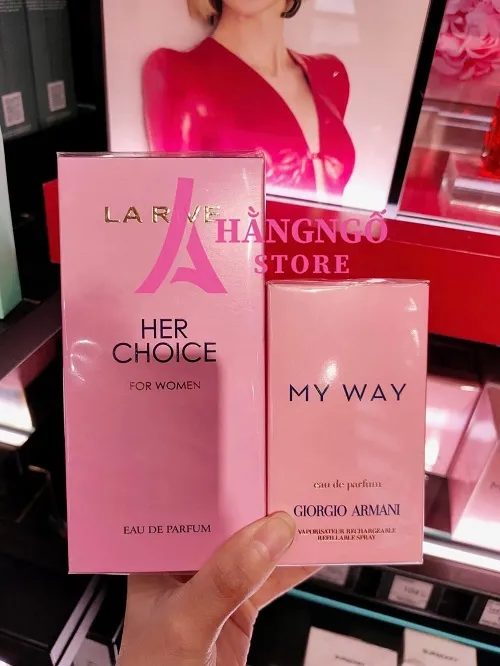 LA RIVE
HẰNGNGỐ
STORE
HER
CHOICE
FOR WOMEN
EAU DE PARFUM
MY WAY
eau de parfum
GIORGIO ARMANI
VAPORISATEUR RECHARGEABLE
REFILLABLE SPRAY